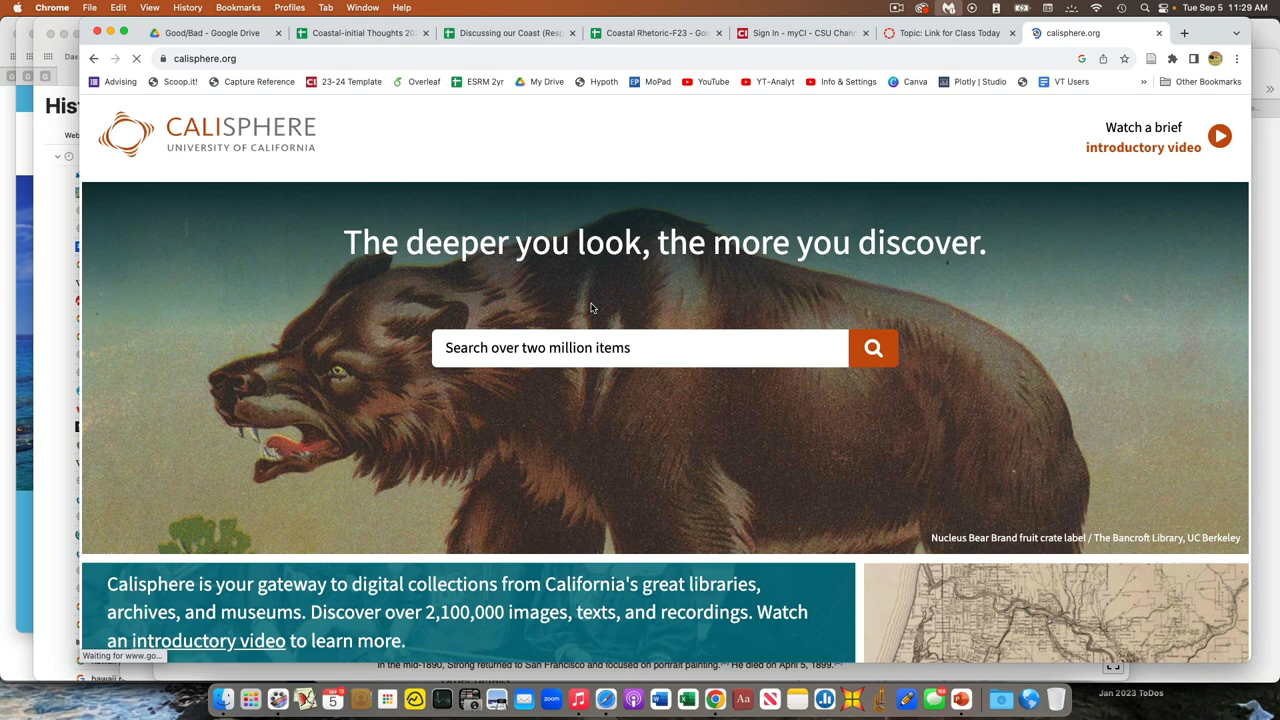 Chrome File Edit View History Bookmarks Profiles Tab Window Help
Tue Sep 5 11:29 AM
Good/Bad - Google Drive
Coastal-initial Thoughts 20
Discussing our Coast (Resp
Coastal Rhetoric-F23 - Goo
Sign In - myCI - CSU Chann
Topic: Link for Class Today
calisphere.org
calisphere.org
Advising Scoop.it! Capture Reference 23-24 Template Overleaf ESRM 2yr My Drive Hypoth MoPad YouTube YT-Analyt Info & Settings Canva Plotly | Studio VT Users » Other Bookmarks
Dax
His
Web
CALISPHERE
UNIVERSITY OF CALIFORNIA
Watch a brief
introductory video
The deeper you look, the more you discover.
Search over two million items
Nucleus Bear Brand fruit crate label / The Bancroft Library, UC Berkeley
Calisphere is your gateway to digital collections from California's great libraries,
archives, and museums. Discover over 2,100,000 images, texts, and recordings. Watch
an introductory video to learn more.
Waiting for www.go...
in the mid-1890, Strong returned to San Francisco and focused on portrait painting. He died on April 5, 1899.
Jan 2023 ToDos